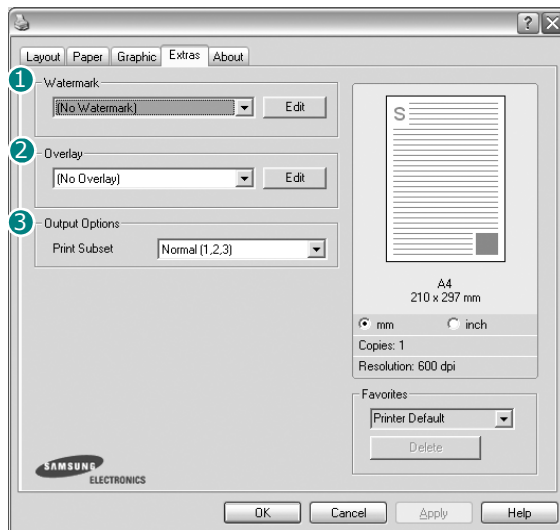 Layout Paper Graphic Extras About
1 Watermark
(No Watermark) Edit
2 Overlay
(No Overlay) Edit
3 Output Options
Print Subset Normal (1,2,3)
S
A4
210 x 297 mm
mm inch
Copies: 1
Resolution: 600 dpi
Favorites
Printer Default
Delete
SAMSUNG
ELECTRONICS
OK Cancel Apply Help